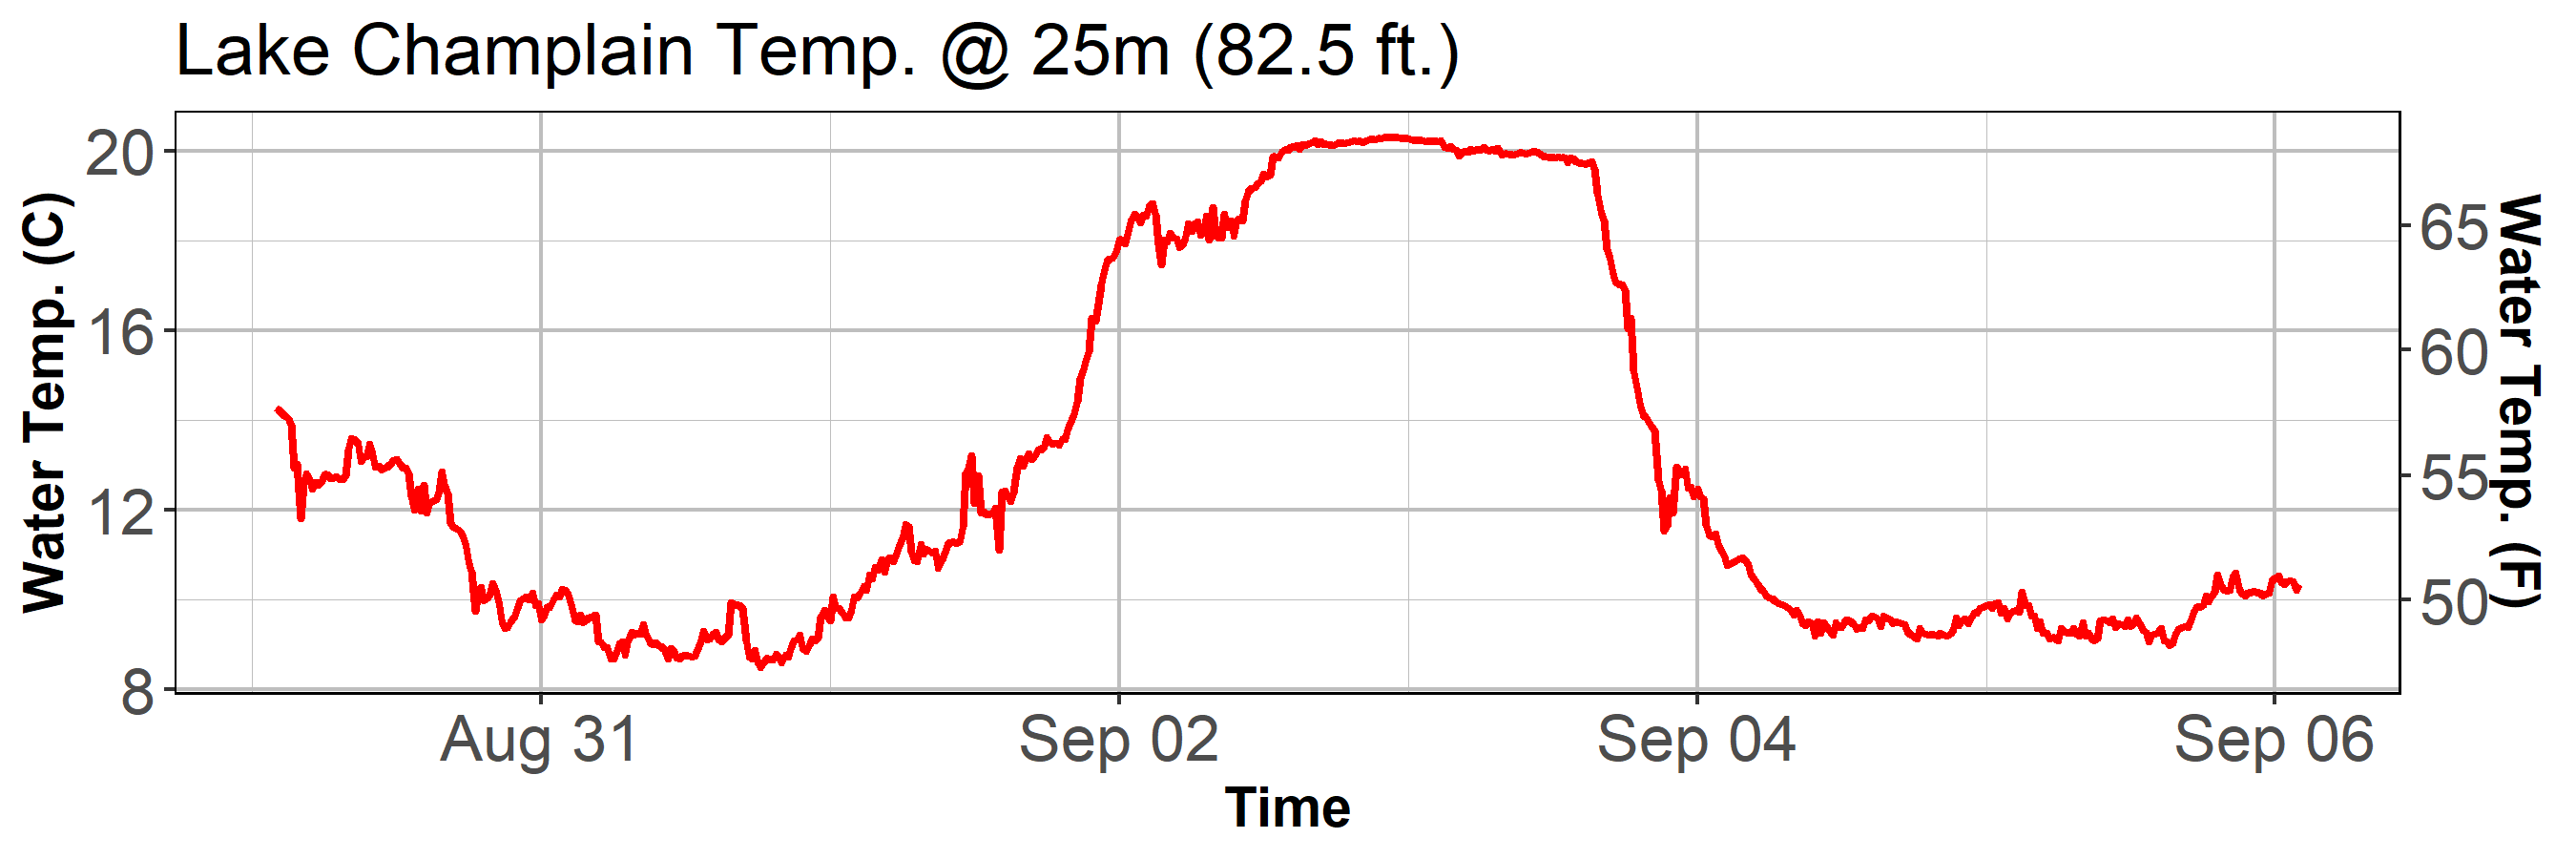 Lake Champlain Temp. @ 25m (82.5 ft.)
Water Temp. (C)
20
16
12
8
65
60
55
50
Water Temp. (F)
Aug 31 Sep 02 Sep 04 Sep 06
Time